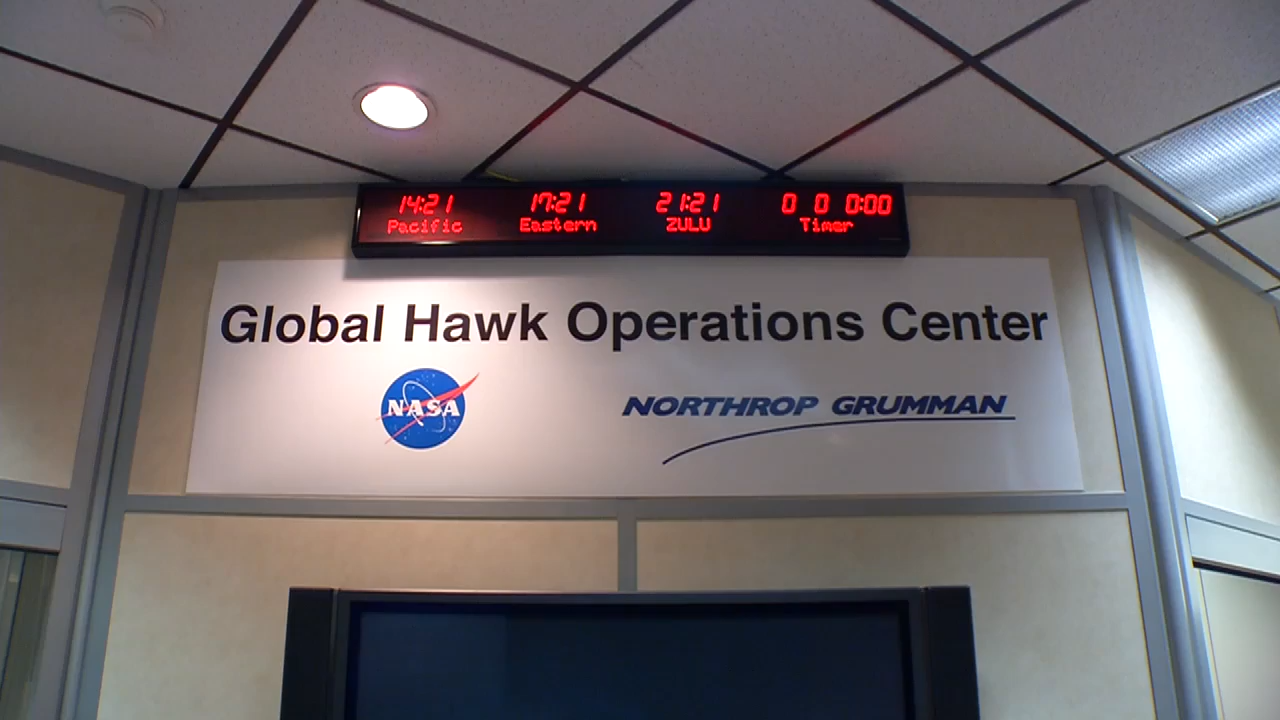 14:21 17:21 21:21 0 0 0:00
Pacific Eastern ZULU Timer
Global Hawk Operations Center
NASA NORTHROP GRUMMAN